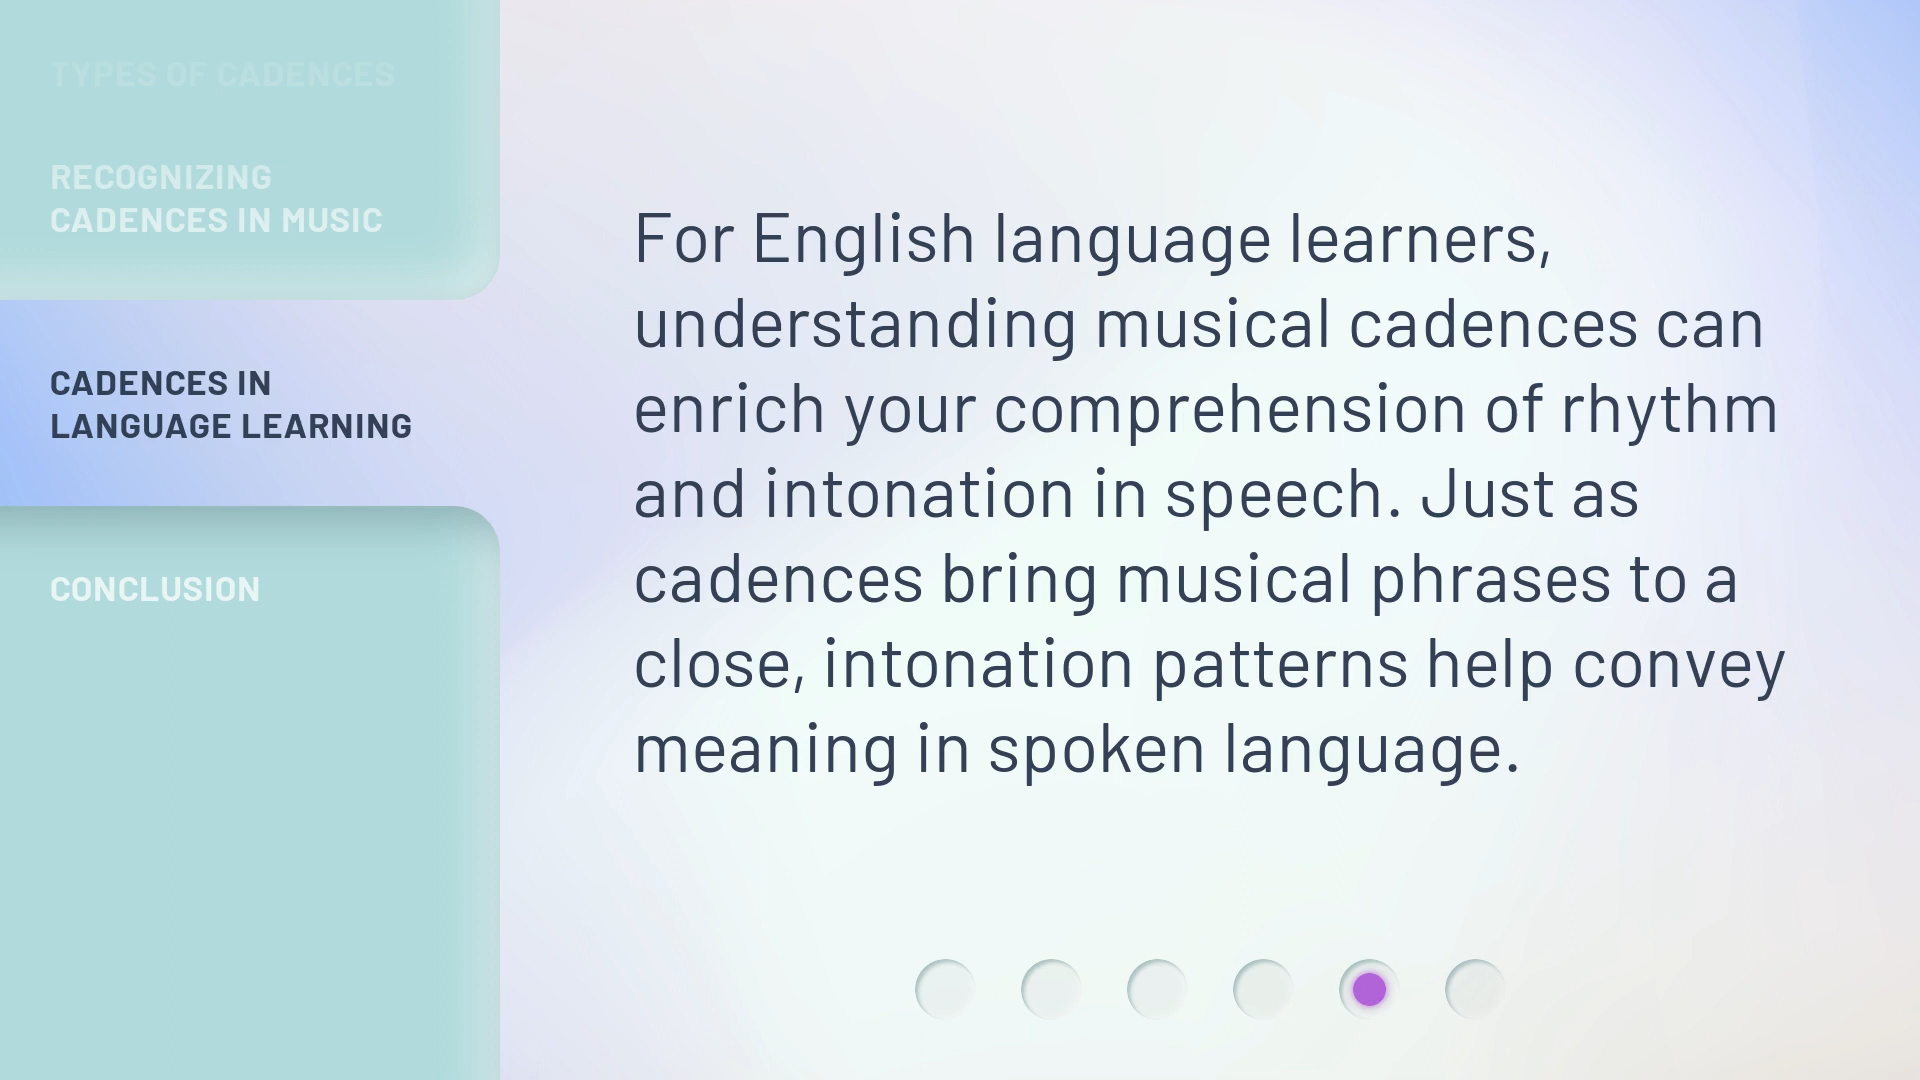 TYPES OF CADENCES
RECOGNIZING
CADENCES IN MUSIC
CADENCES IN
LANGUAGE LEARNING
CONCLUSION
For English language learners,
understanding musical cadences can
enrich your comprehension of rhythm
and intonation in speech. Just as
cadences bring musical phrases to a
close, intonation patterns help convey
meaning in spoken language.